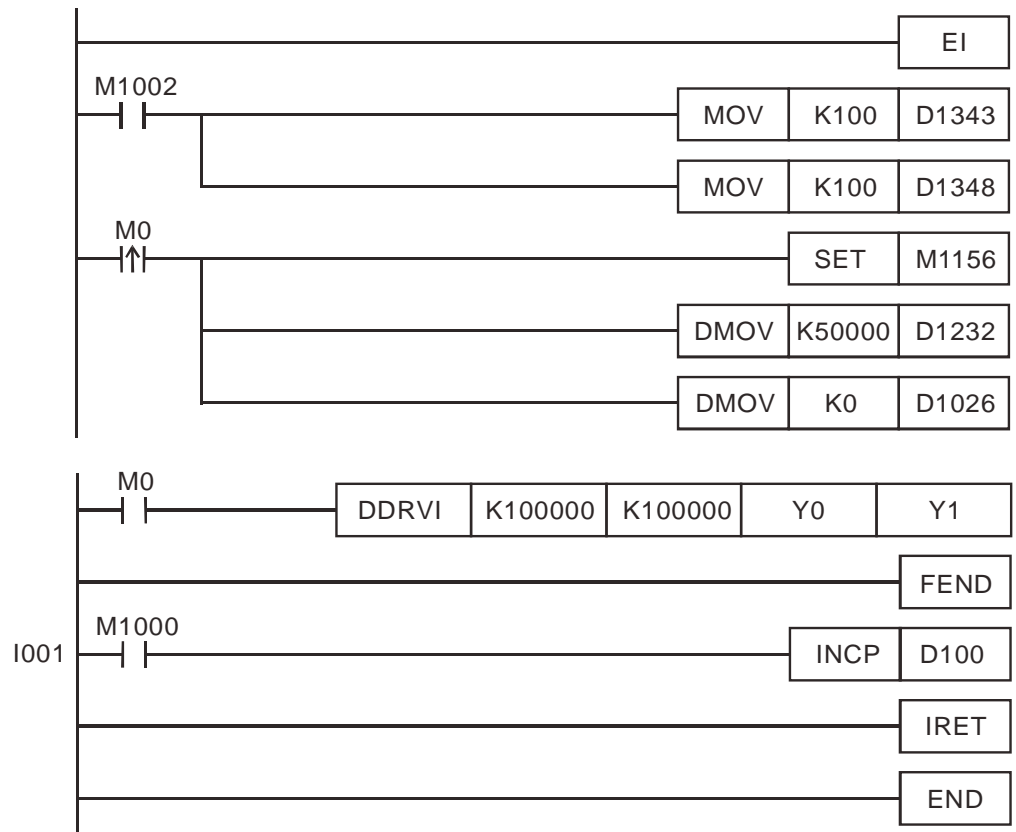 EI
M1002
MOV K100 D1343
MOV K100 D1348
M0
SET M1156
DMOV K50000 D1232
DMOV K0 D1026
M0
DDRVI K100000 K100000 Y0 Y1
FEND
M1000
I001 INCP D100
IRET
END